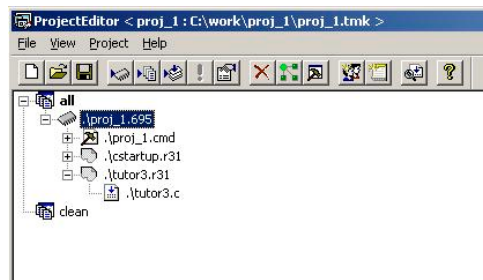 ProjectEditor < proj_1 : C:\work\proj_1\proj_1.tmk >
File View Project Help
all
.\proj_1.695
.\proj_1.cmd
.\cstartup.r31
.\tutor3.r31
.\tutor3.c
clean